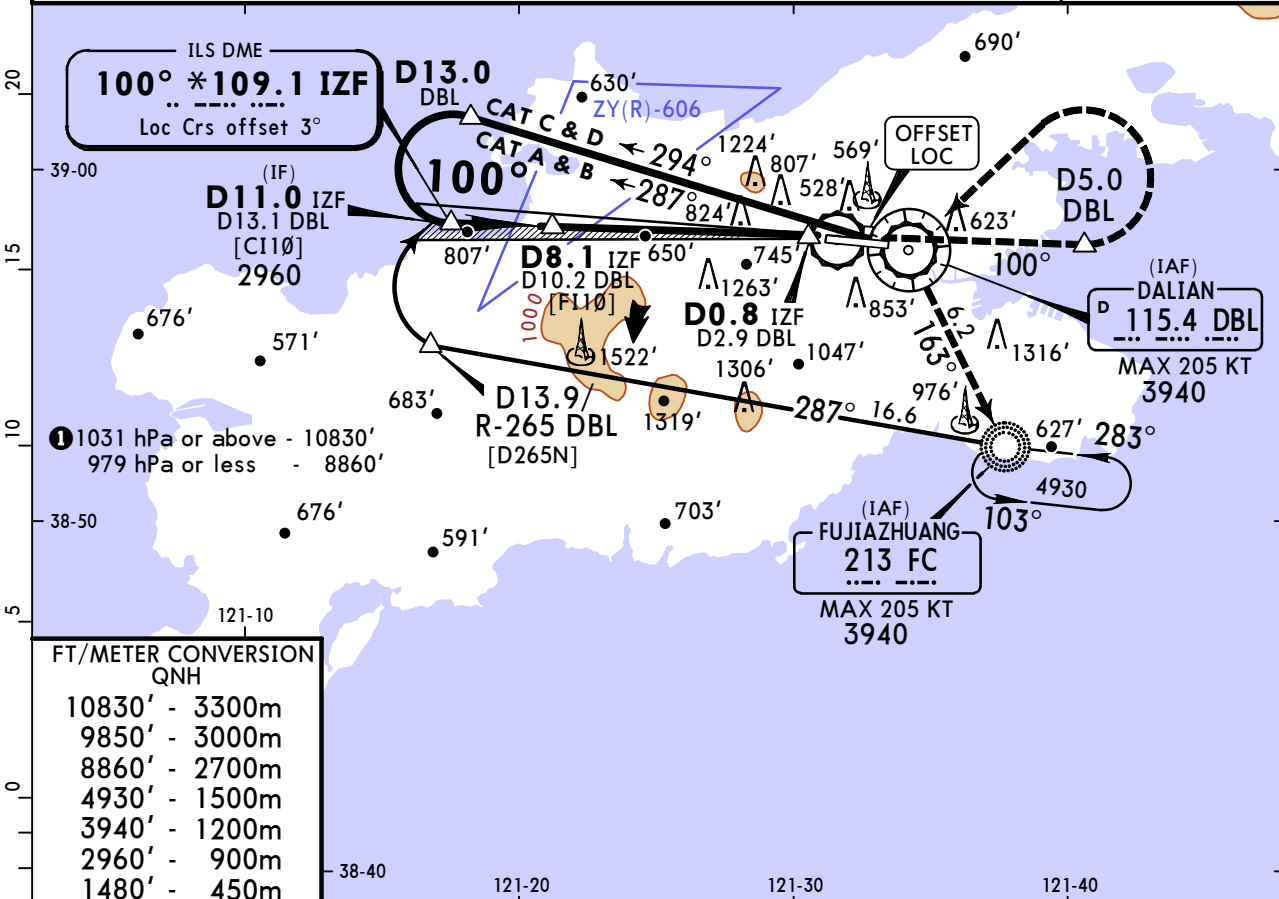 690'
ILS DME
100° *109.1 IZF
Loc Crs offset 3°
D13.0
DBL
630'
ZY(R)-606
CAT C & D
294°
CAT A & B
287°
100°
1224'
807'
569'
528'
824'
OFFSET
LOC
20
39-00
(IF)
D11.0 IZF
D13.1 DBL
[CI1Ø]
2960
D5.0
DBL
623'
100°
15
807'
D8.1 IZF
D10.2 DBL
[FI1Ø]
650'
745'
1263'
853'
D0.8 IZF
D2.9 DBL
(IAF)
DALIAN
D 115.4 DBL
MAX 205 KT
3940
6.2
163°
1316'
1000
1522'
676'
571'
1047'
1306'
683'
D13.9
R-265 DBL
[D265N]
1319'
287°
16.6
976'
627'
283°
10
1 1031 hPa or above - 10830'
979 hPa or less - 8860'
4930
103°
676'
591'
703'
38-50
(IAF)
FUJIAZHUANG
213 FC
MAX 205 KT
3940
5
121-10
FT/METER CONVERSION
QNH
10830' - 3300m
9850' - 3000m
8860' - 2700m
4930' - 1500m
3940' - 1200m
2960' - 900m
1480' - 450m
0
38-40
121-20
121-30
121-40